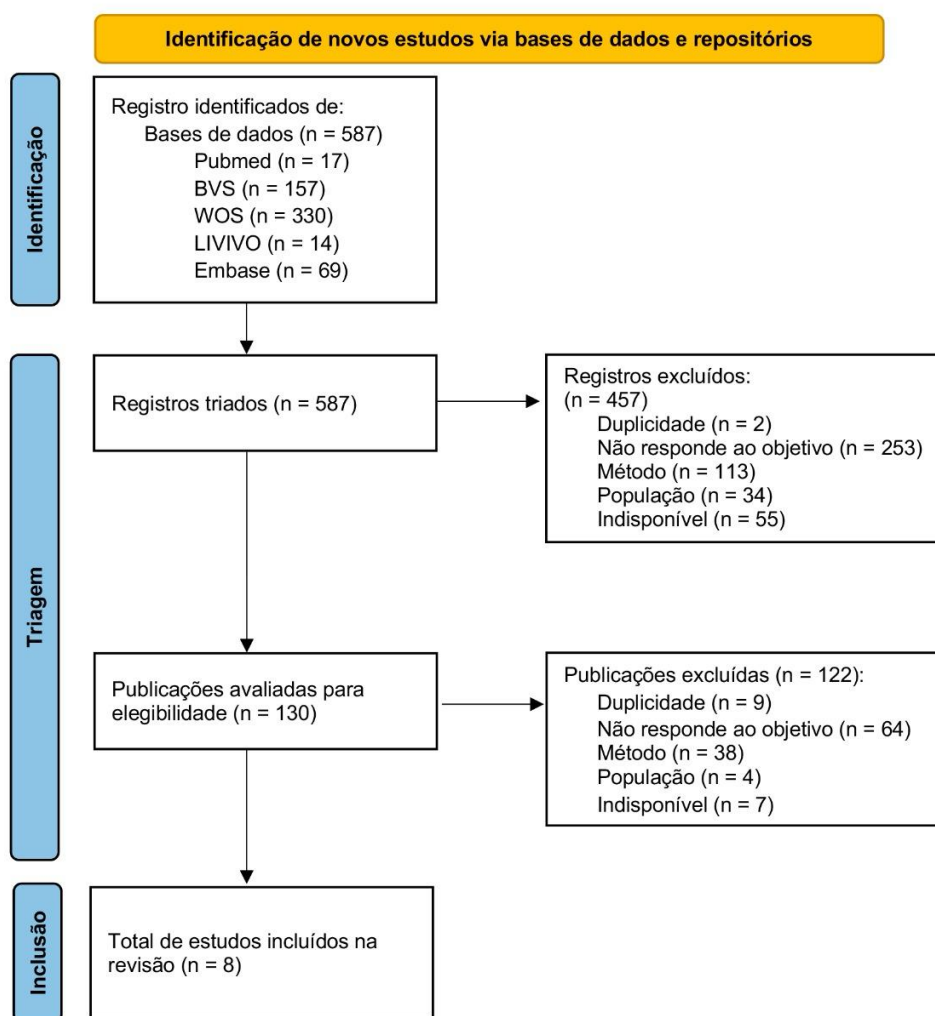 Identificação de novos estudos via bases de dados e repositórios
Identificação
Registro identificados de:
Bases de dados (n = 587)
Pubmed (n = 17)
BVS (n = 157)
WOS (n = 330)
LIVIVO (n = 14)
Embase (n = 69)
Triagem
Registros triados (n = 587)
Registros excluídos:
(n = 457)
Duplicidade (n = 2)
Não responde ao objetivo (n = 253)
Método (n = 113)
População (n = 34)
Indisponível (n = 55)
Publicações avaliadas para
elegibilidade (n = 130)
Publicações excluídas (n = 122):
Duplicidade (n = 9)
Não responde ao objetivo (n = 64)
Método (n = 38)
População (n = 4)
Indisponível (n = 7)
Inclusão
Total de estudos incluídos na
revisão (n = 8)